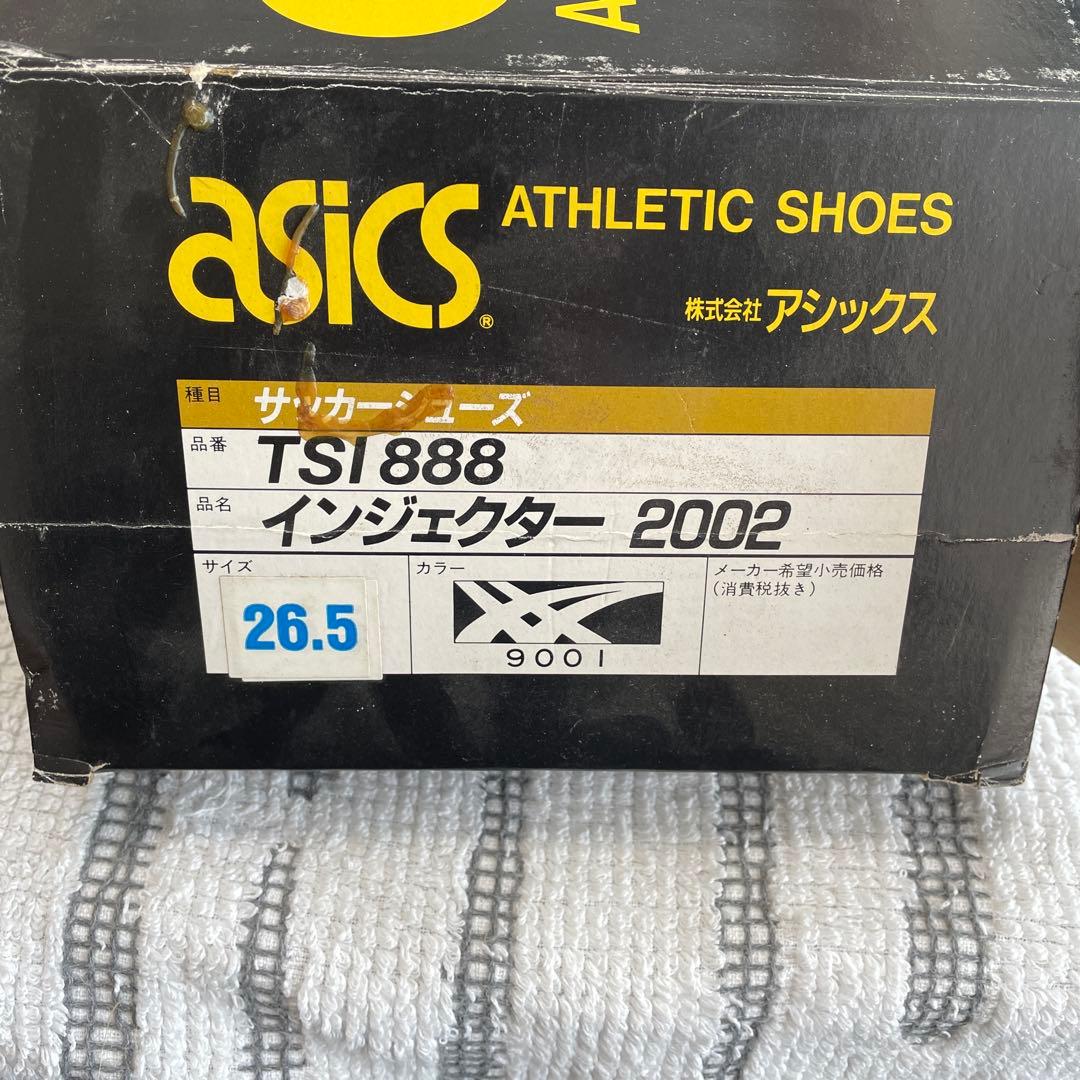 A
asics® ATHLETIC SHOES
株式会社 アシックス
種目 サッカーシューズ
品番 TSI 888
品名 インジェクター 2002
サイズ カラー メーカー希望小売価格
(消費税抜き)
26.5
9001